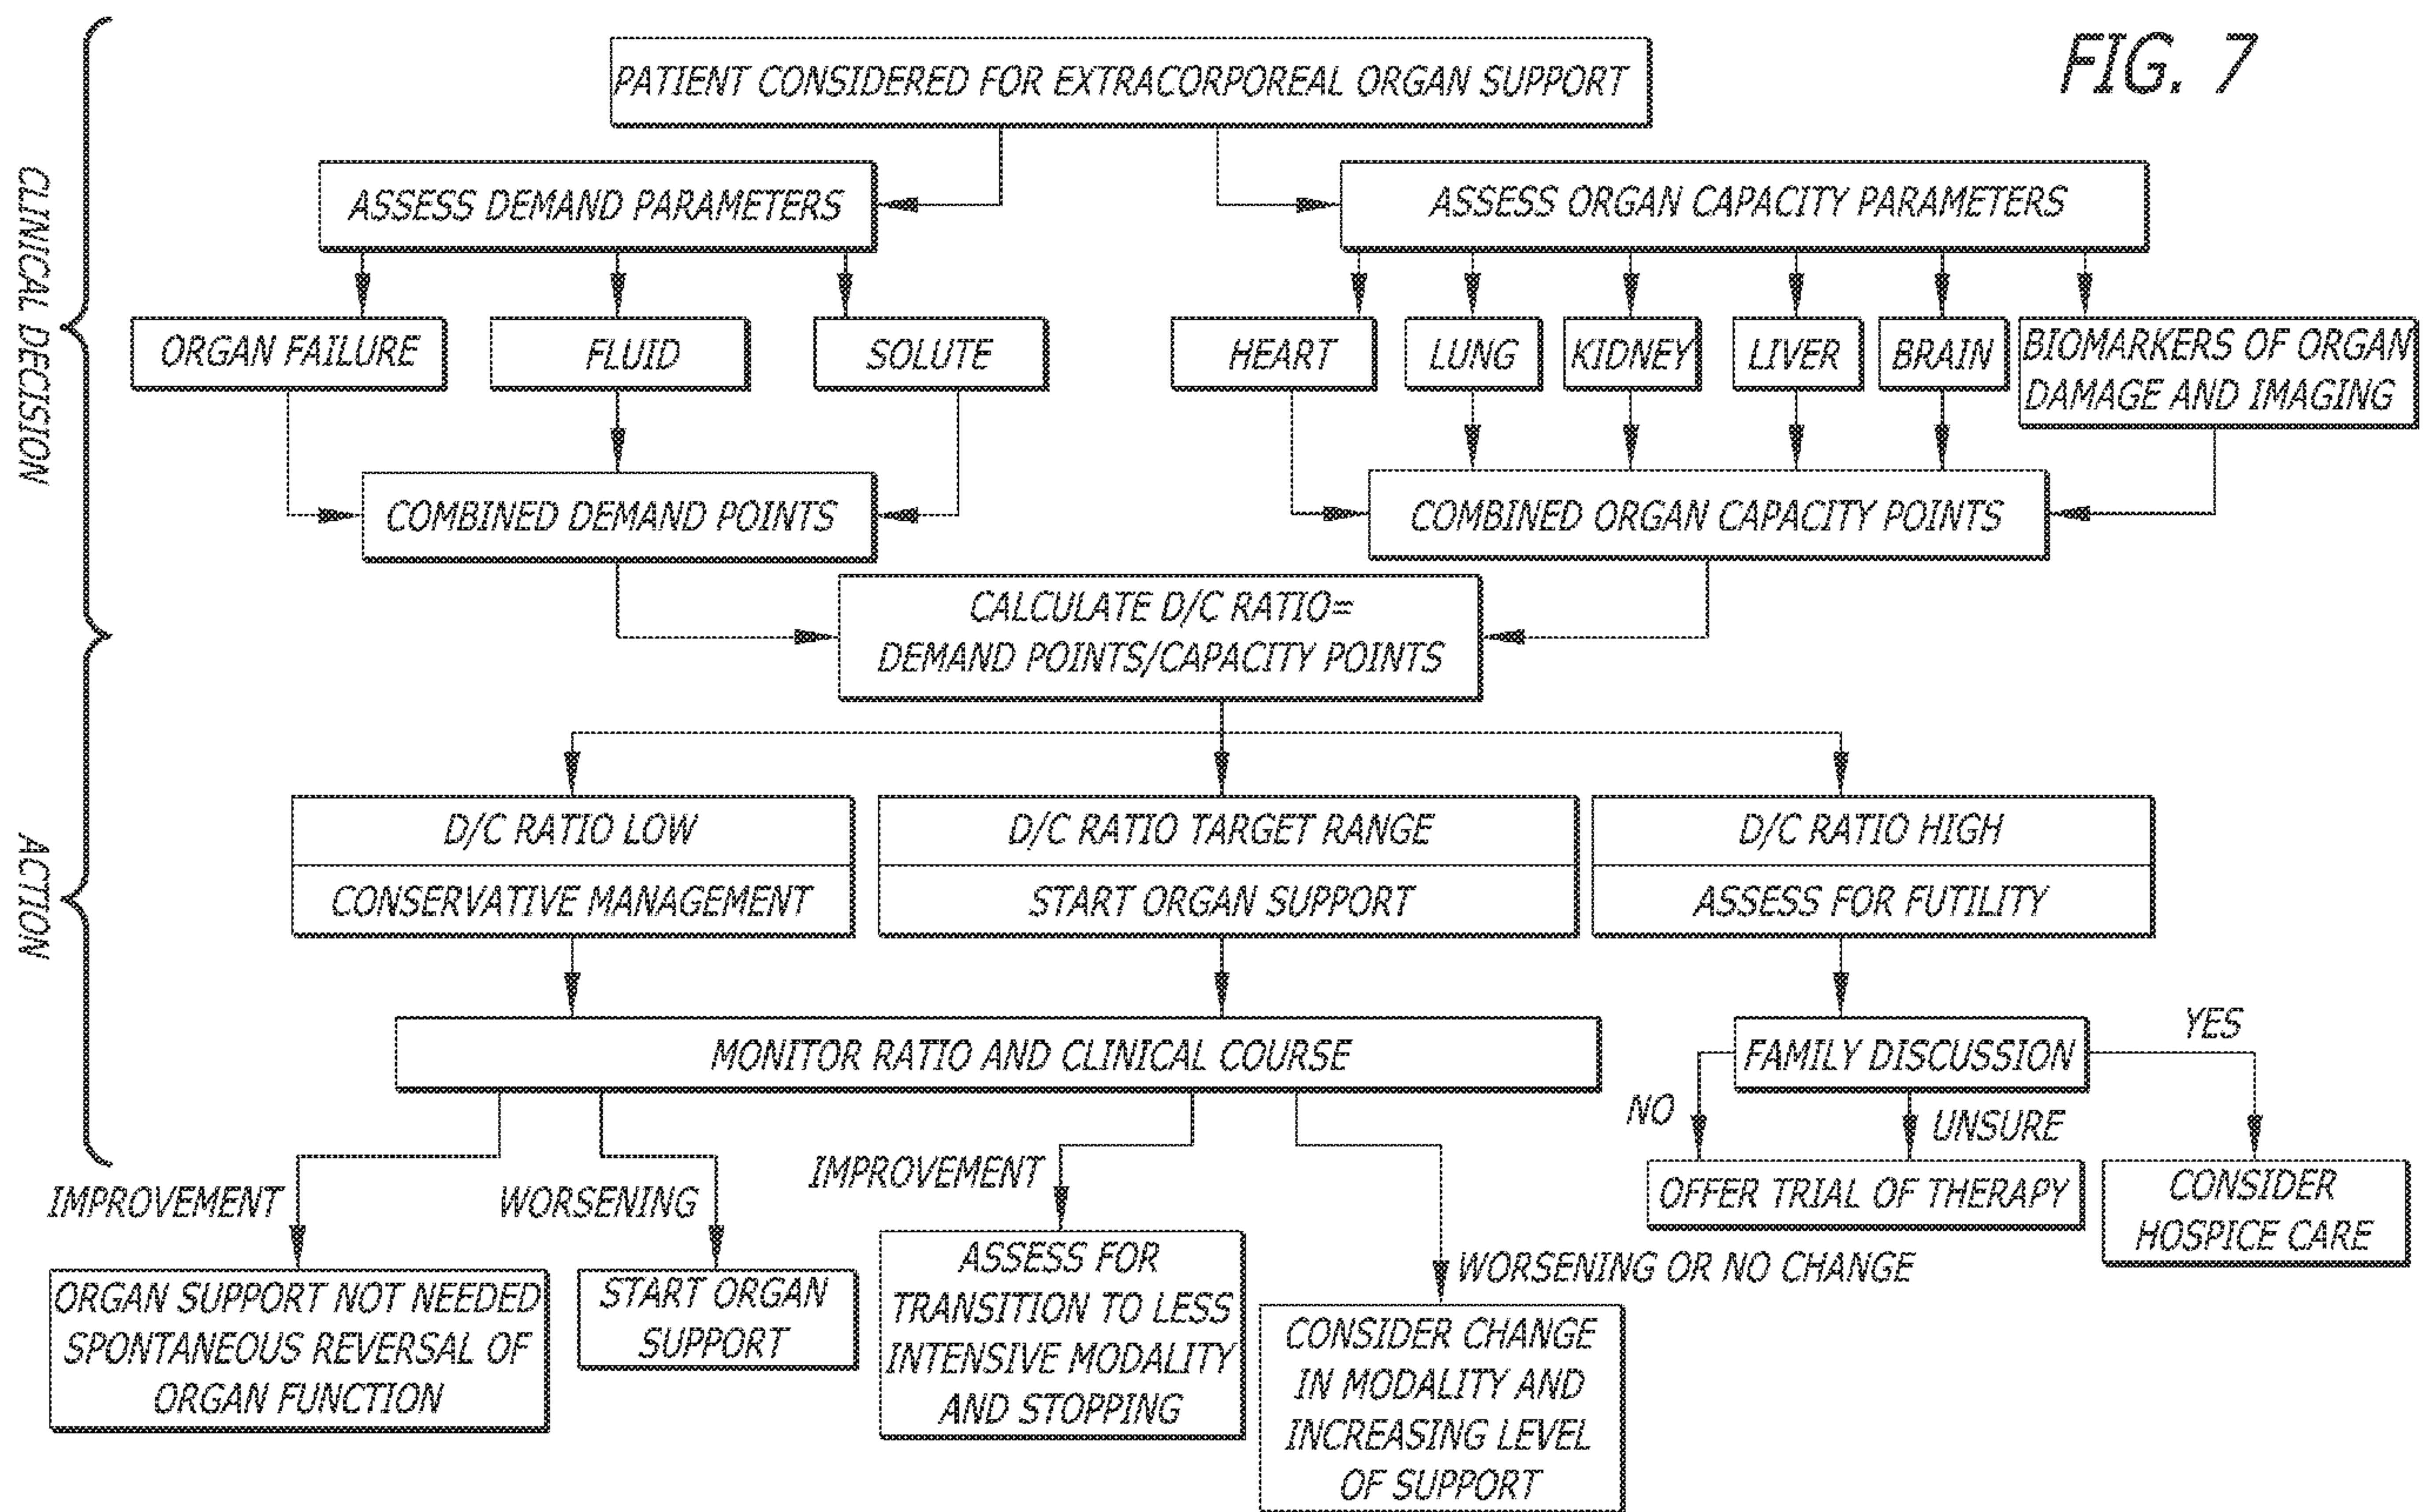 FIG. 7
PATIENT CONSIDERED FOR EXTRACORPOREAL ORGAN SUPPORT
CLINICAL DECISION
ASSESS DEMAND PARAMETERS
ASSESS ORGAN CAPACITY PARAMETERS
ORGAN FAILURE
FLUID
SOLUTE
HEART
LUNG
KIDNEY
LIVER
BRAIN
BIOMARKERS OF ORGAN
DAMAGE AND IMAGING
COMBINED DEMAND POINTS
COMBINED ORGAN CAPACITY POINTS
CALCULATE D/C RATIO=
DEMAND POINTS/CAPACITY POINTS
ACTION
D/C RATIO LOW
CONSERVATIVE MANAGEMENT
D/C RATIO TARGET RANGE
START ORGAN SUPPORT
D/C RATIO HIGH
ASSESS FOR FUTILITY
MONITOR RATIO AND CLINICAL COURSE
FAMILY DISCUSSION
YES
NO
UNSURE
OFFER TRIAL OF THERAPY
CONSIDER
HOSPICE CARE
IMPROVEMENT
WORSENING
IMPROVEMENT
WORSENING OR NO CHANGE
ORGAN SUPPORT NOT NEEDED
SPONTANEOUS REVERSAL OF
ORGAN FUNCTION
START ORGAN
SUPPORT
ASSESS FOR
TRANSITION TO LESS
INTENSIVE MODALITY
AND STOPPING
CONSIDER CHANGE
IN MODALITY AND
INCREASING LEVEL
OF SUPPORT